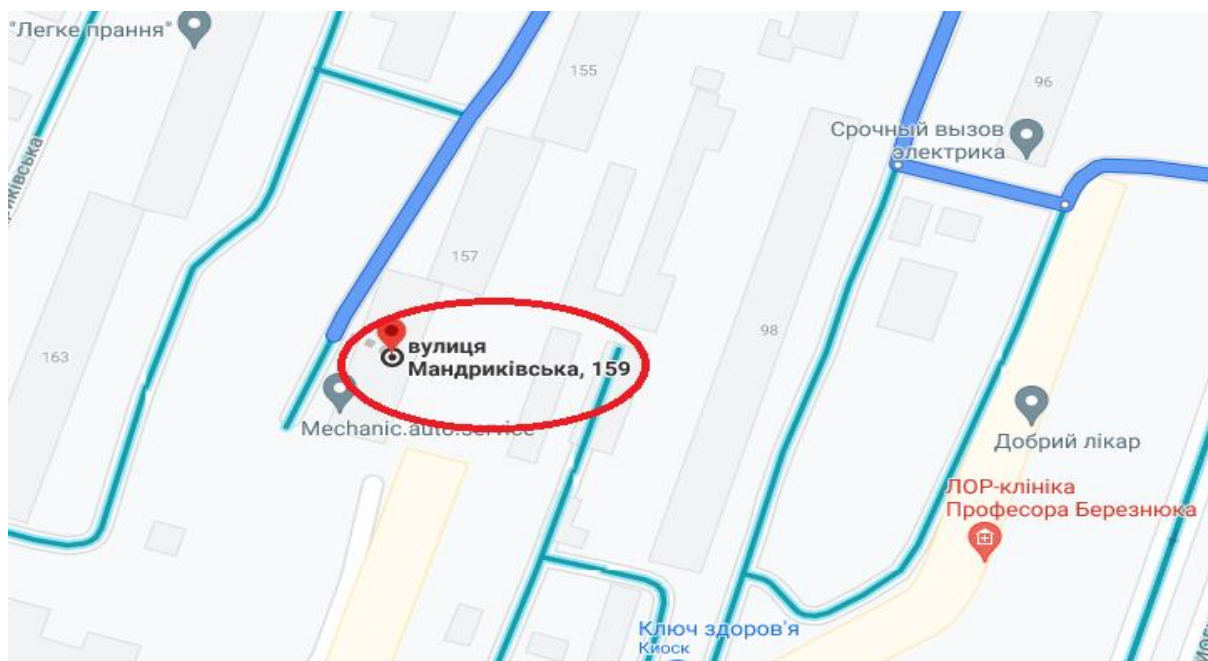 "Легке прання"
155
96
Срочный вызов
электрика
157
163
вулиця
Мандриківська, 159
98
Mechanic.auto.service
Добрий лікар
ЛОР-клініка
Професора Березнюка
Ключ здоров'я
Киоск